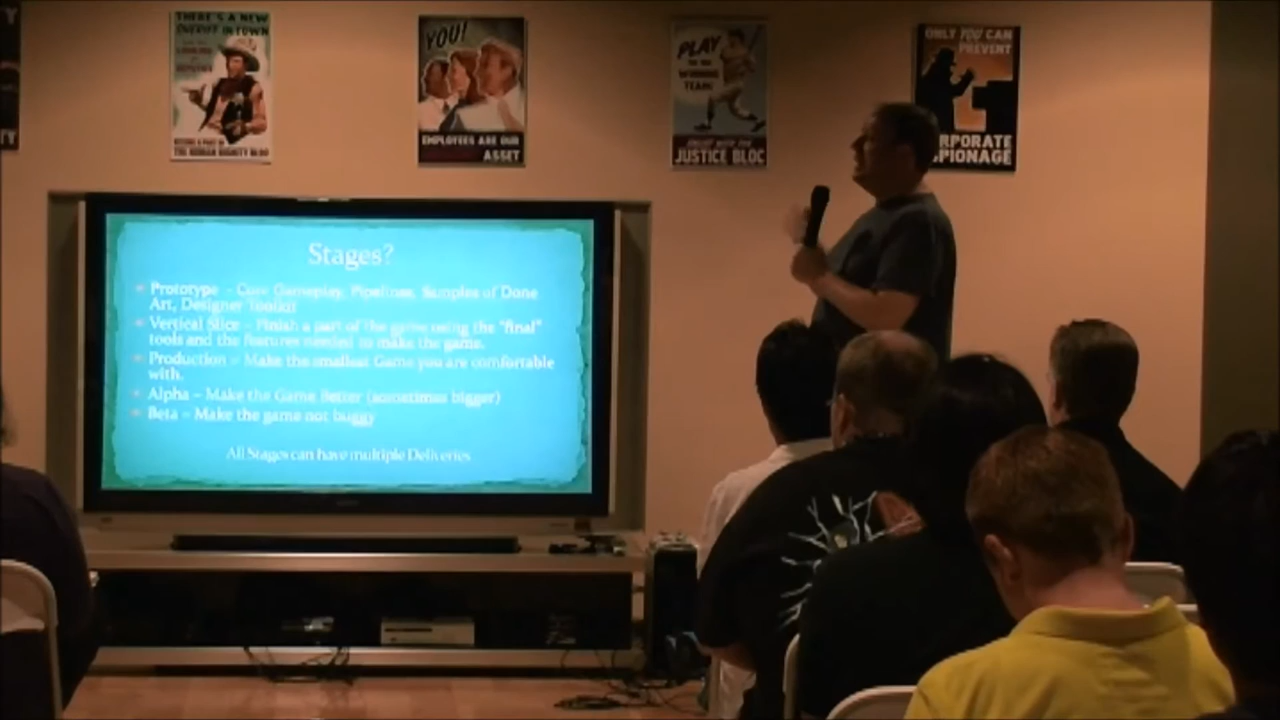 THERE'S A NEW
SHERIFF IN TOWN
THE HUMAN DIGNITY BLOC
YOU!
EMPLOYEES ARE OUR
ASSET
PLAY
for the
WINNING
TEAM!
JUSTICE BLOC
ONLY YOU CAN
PREVENT
RPORATE
PIONAGE
Stages?
Prototype – Core Gameplay, Pipelines, Samples of Done
Art, Designer Toolkit
Vertical Slice – Finish a part of the game using the "final"
tools and the features needed to make the game.
Production – Make the smallest Game you are comfortable
with.
Alpha – Make the Game Better (sometimes bigger)
Beta – Make the game not buggy
All Stages can have multiple Deliveries